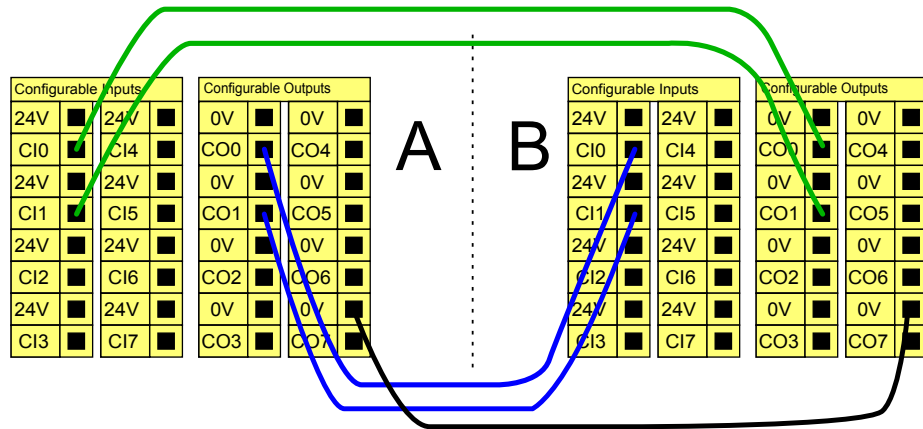 Configurable Inputs Configurable Outputs A B Configurable Inputs Configurable Outputs
24V 24V 0V 0V 24V 24V 0V 0V
CI0 CI4 CO0 CO4 CI0 CI4 CO0 CO4
24V 24V 0V 0V 24V 24V 0V 0V
CI1 CI5 CO1 CO5 CI1 CI5 CO1 CO5
24V 24V 0V 0V 24V 24V 0V 0V
CI2 CI6 CO2 CO6 CI2 CI6 CO2 CO6
24V 24V 0V 0V 24V 24V 0V 0V
CI3 CI7 CO3 CO7 CI3 CI7 CO3 CO7